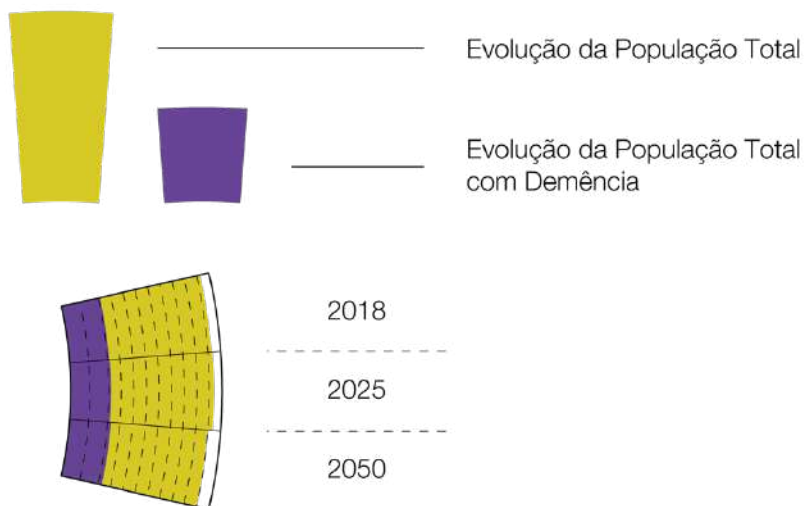 Evolução da População Total
Evolução da População Total
com Demência
2018
2025
2050